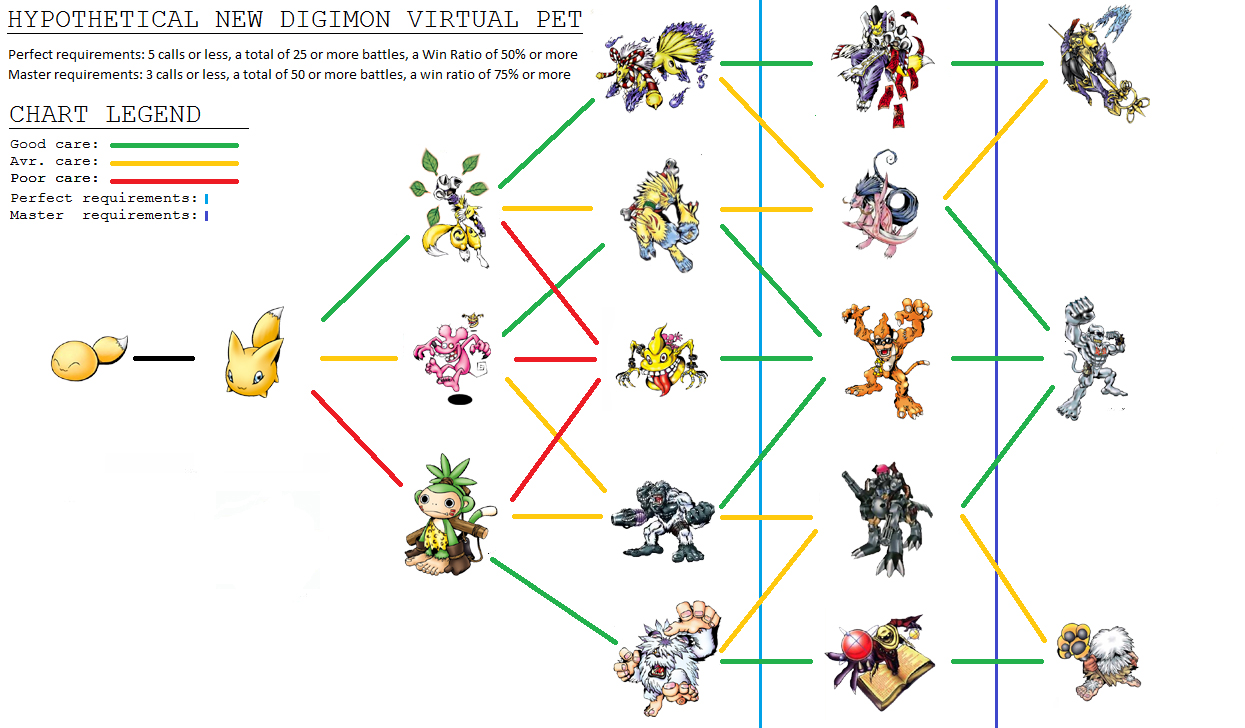 HYPOTHETICAL NEW DIGIMON VIRTUAL PET
Perfect requirements: 5 calls or less, a total of 25 or more battles, a Win Ratio of 50% or more
Master requirements: 3 calls or less, a total of 50 or more battles, a win ratio of 75% or more
CHART LEGEND
Good care:
Avr. care:
Poor care:
Perfect requirements:
Master requirements: